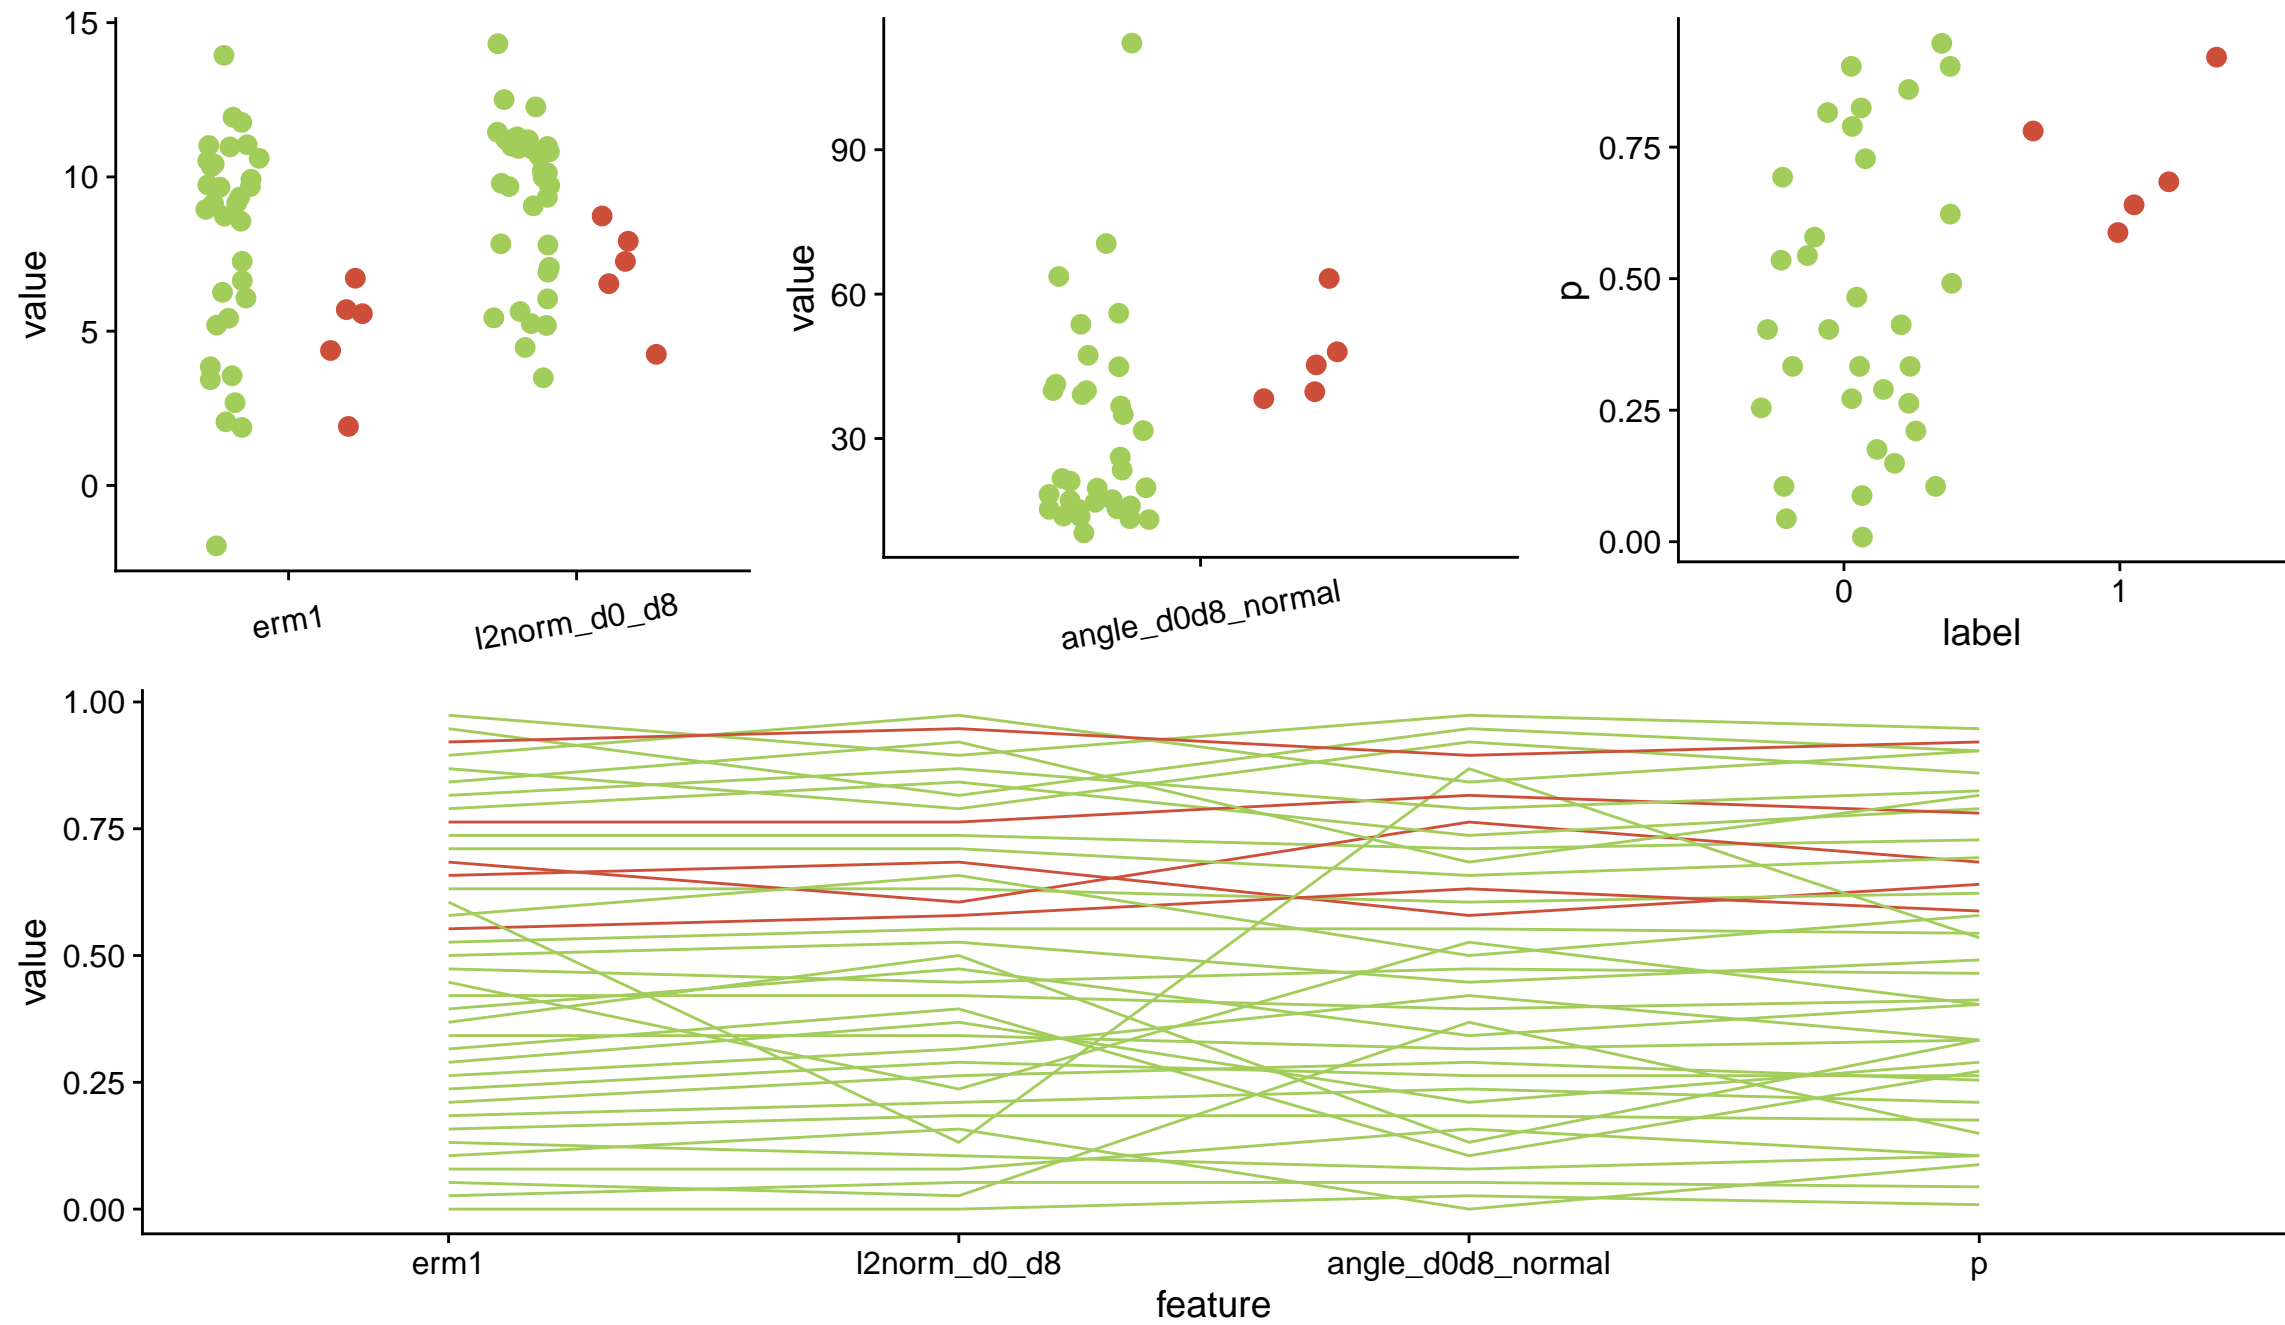 value
15
10
5
0
erm1
l2norm_d0_d8
value
90
60
30
angle_d0d8_normal
p
0.75
0.50
0.25
0.00
0
1
label
value
1.00
0.75
0.50
0.25
0.00
erm1
l2norm_d0_d8
angle_d0d8_normal
p
feature